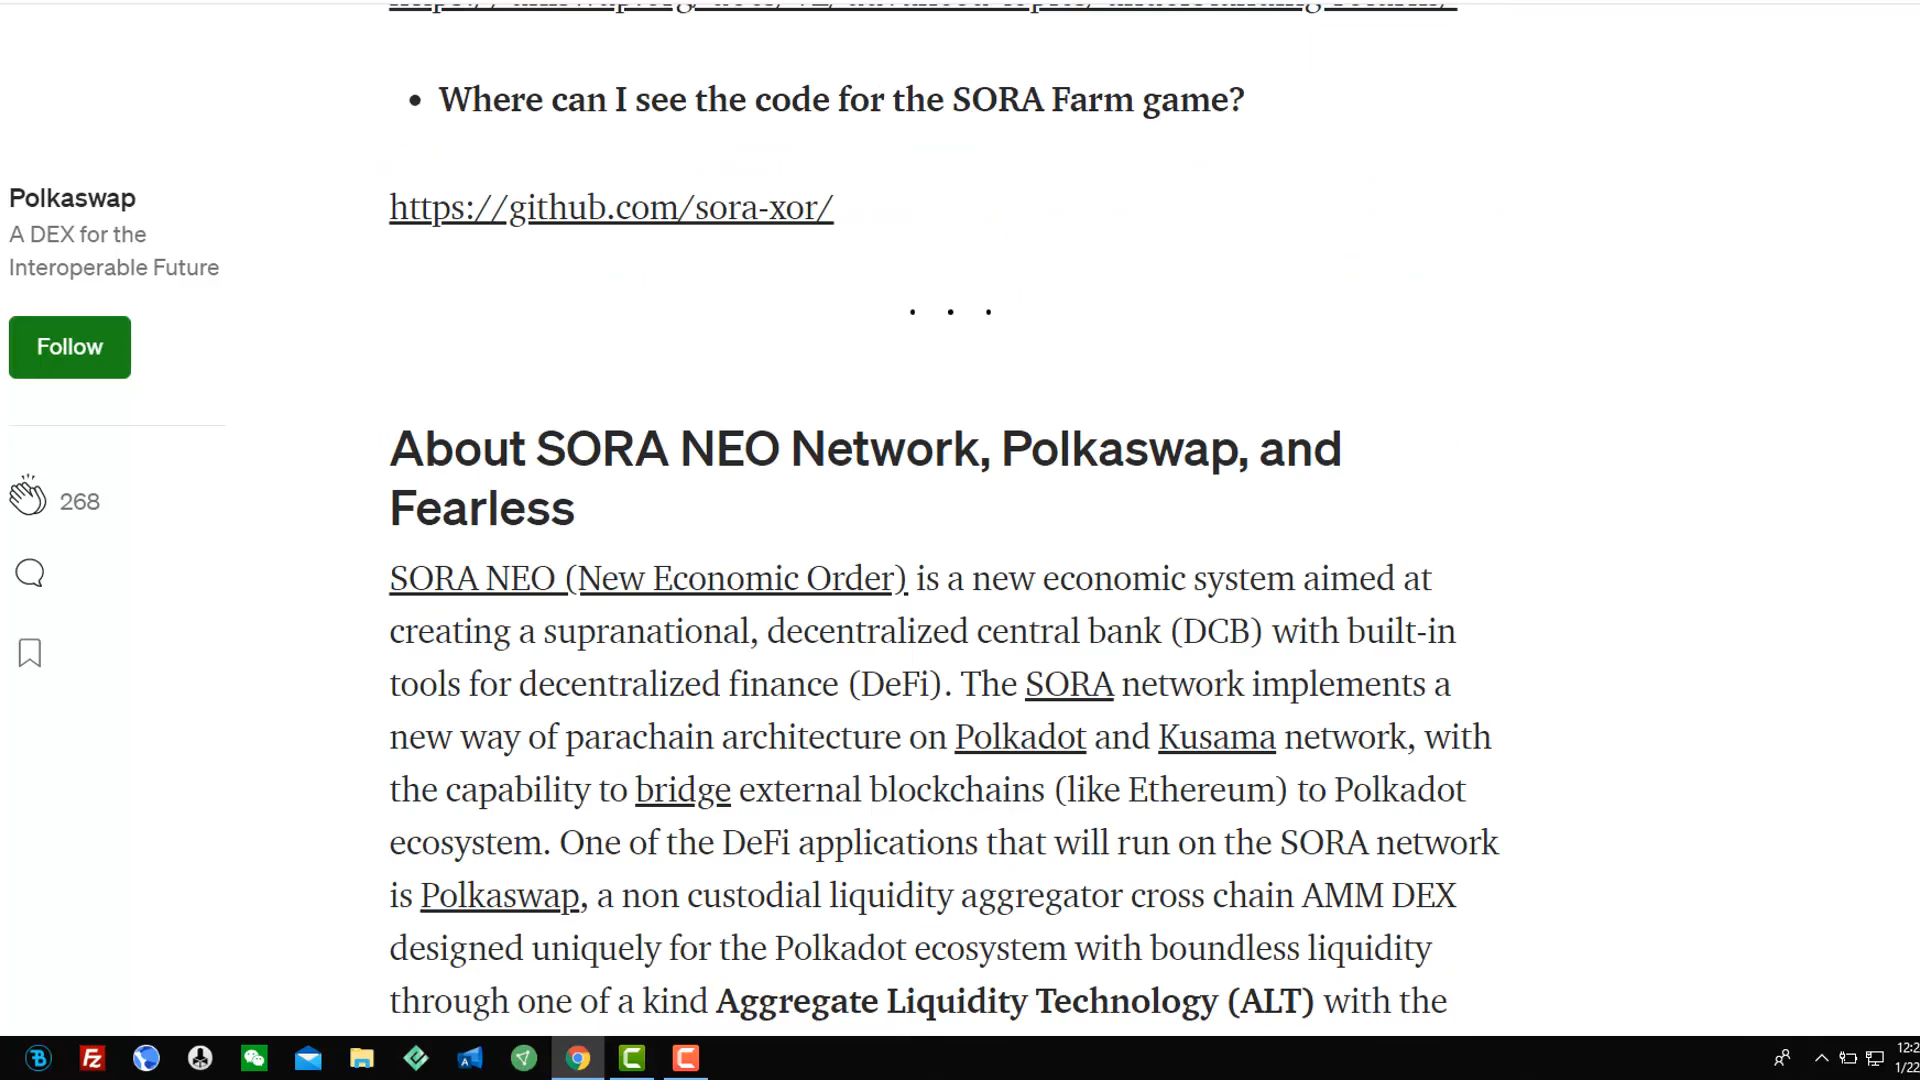 Where can I see the code for the SORA Farm game?
Polkaswap
A DEX for the
Interoperable Future
https://github.com/sora-xor/
Follow
. . .
268
About SORA NEO Network, Polkaswap, and
Fearless
SORA NEO (New Economic Order) is a new economic system aimed at
creating a supranational, decentralized central bank (DCB) with built-in
tools for decentralized finance (DeFi). The SORA network implements a
new way of parachain architecture on Polkadot and Kusama network, with
the capability to bridge external blockchains (like Ethereum) to Polkadot
ecosystem. One of the DeFi applications that will run on the SORA network
is Polkaswap, a non custodial liquidity aggregator cross chain AMM DEX
designed uniquely for the Polkadot ecosystem with boundless liquidity
through one of a kind Aggregate Liquidity Technology (ALT) with the
12:2
1/22